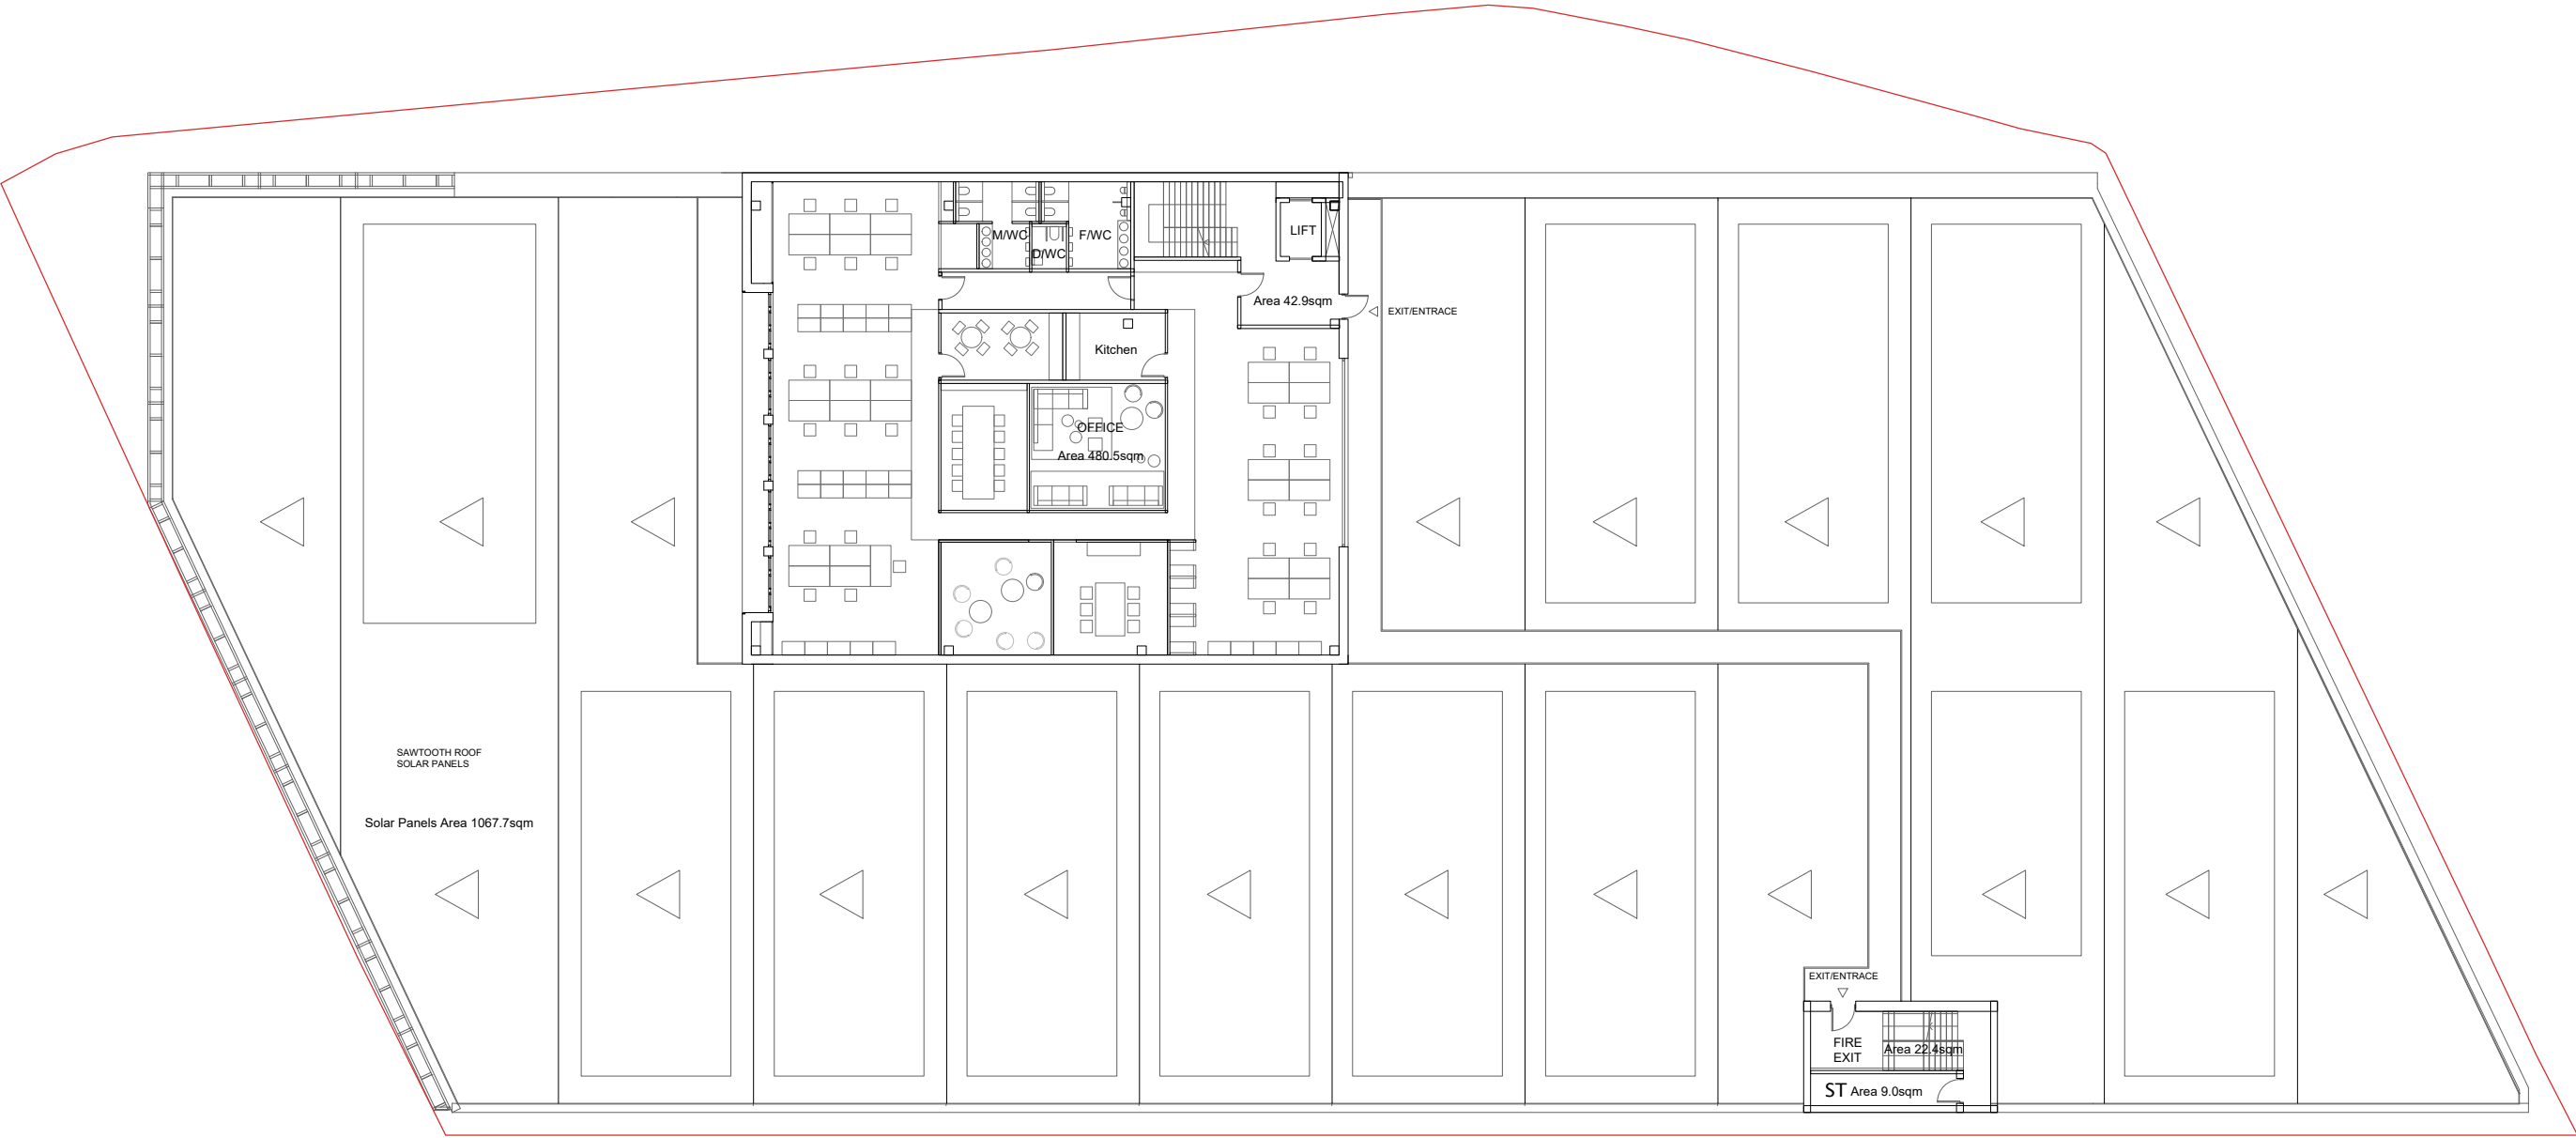 M/WC
F/WC
D/WC
LIFT
Area 42.9sqm
EXIT/ENTRACE
Kitchen
OFFICE
Area 480.5sqm
SAWTOOTH ROOF
SOLAR PANELS
Solar Panels Area 1067.7sqm
EXIT/ENTRACE
FIRE
EXIT
Area 22.4sqm
ST Area 9.0sqm